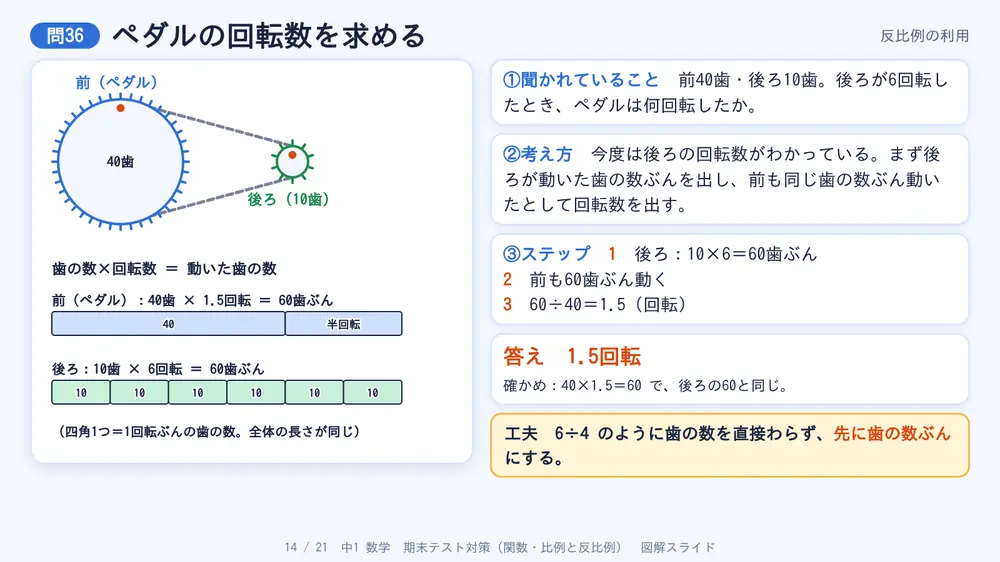 問36 ペダルの回転数を求める
反比例の利用
前（ペダル）
40歯
後ろ（10歯）
歯の数×回転数 ＝ 動いた歯の数
前（ペダル）：40歯 × 1.5回転 ＝ 60歯ぶん
40 半回転
後ろ：10歯 × 6回転 ＝ 60歯ぶん
10 10 10 10 10 10
（四角1つ＝1回転ぶんの歯の数。全体の長さが同じ）
①聞かれていること 前40歯・後ろ10歯。後ろが6回転し
たとき、ペダルは何回転したか。
②考え方 今度は後ろの回転数がわかっている。まず後
ろが動いた歯の数ぶんを出し、前も同じ歯の数ぶん動い
たとして回転数を出す。
③ステップ 1 後ろ：10×6＝60歯ぶん
2 前も60歯ぶん動く
3 60÷40＝1.5（回転）
答え 1.5回転
確かめ：40×1.5＝60 で、後ろの60と同じ。
工夫 6÷4 のように歯の数を直接わらず、先に歯の数ぶん
にする。
14 / 21 中1 数学 期末テスト対策（関数・比例と反比例） 図解スライド